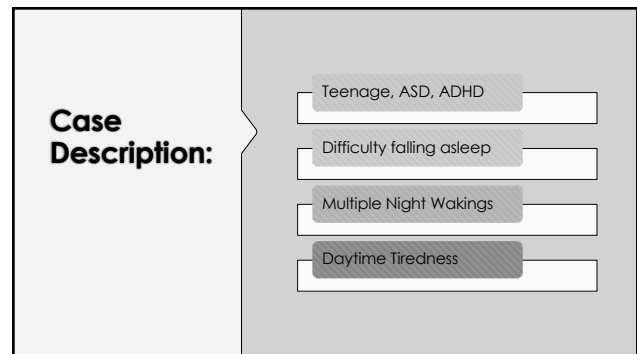 Case
Description:
Teenage, ASD, ADHD
Difficulty falling asleep
Multiple Night Wakings
Daytime Tiredness